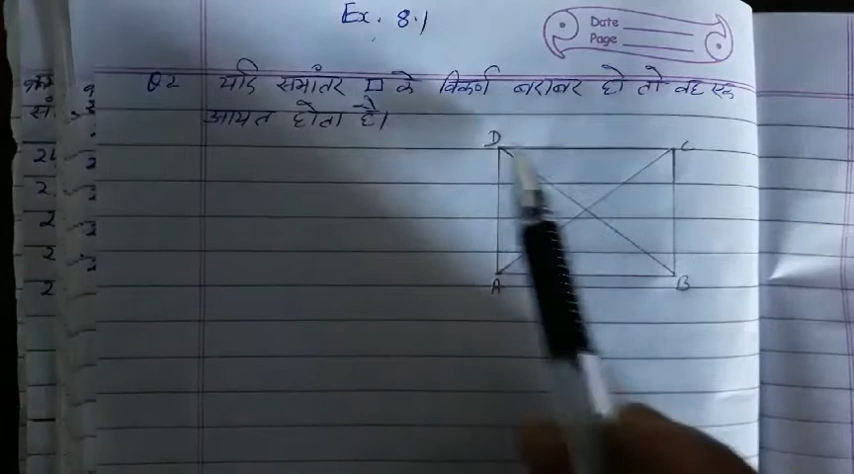 Ex. 8.1
Date
Page
Q2 यदि समांतर □ के विकर्ण बराबर हो तो वह एक
आयत होता है।
D C
A B